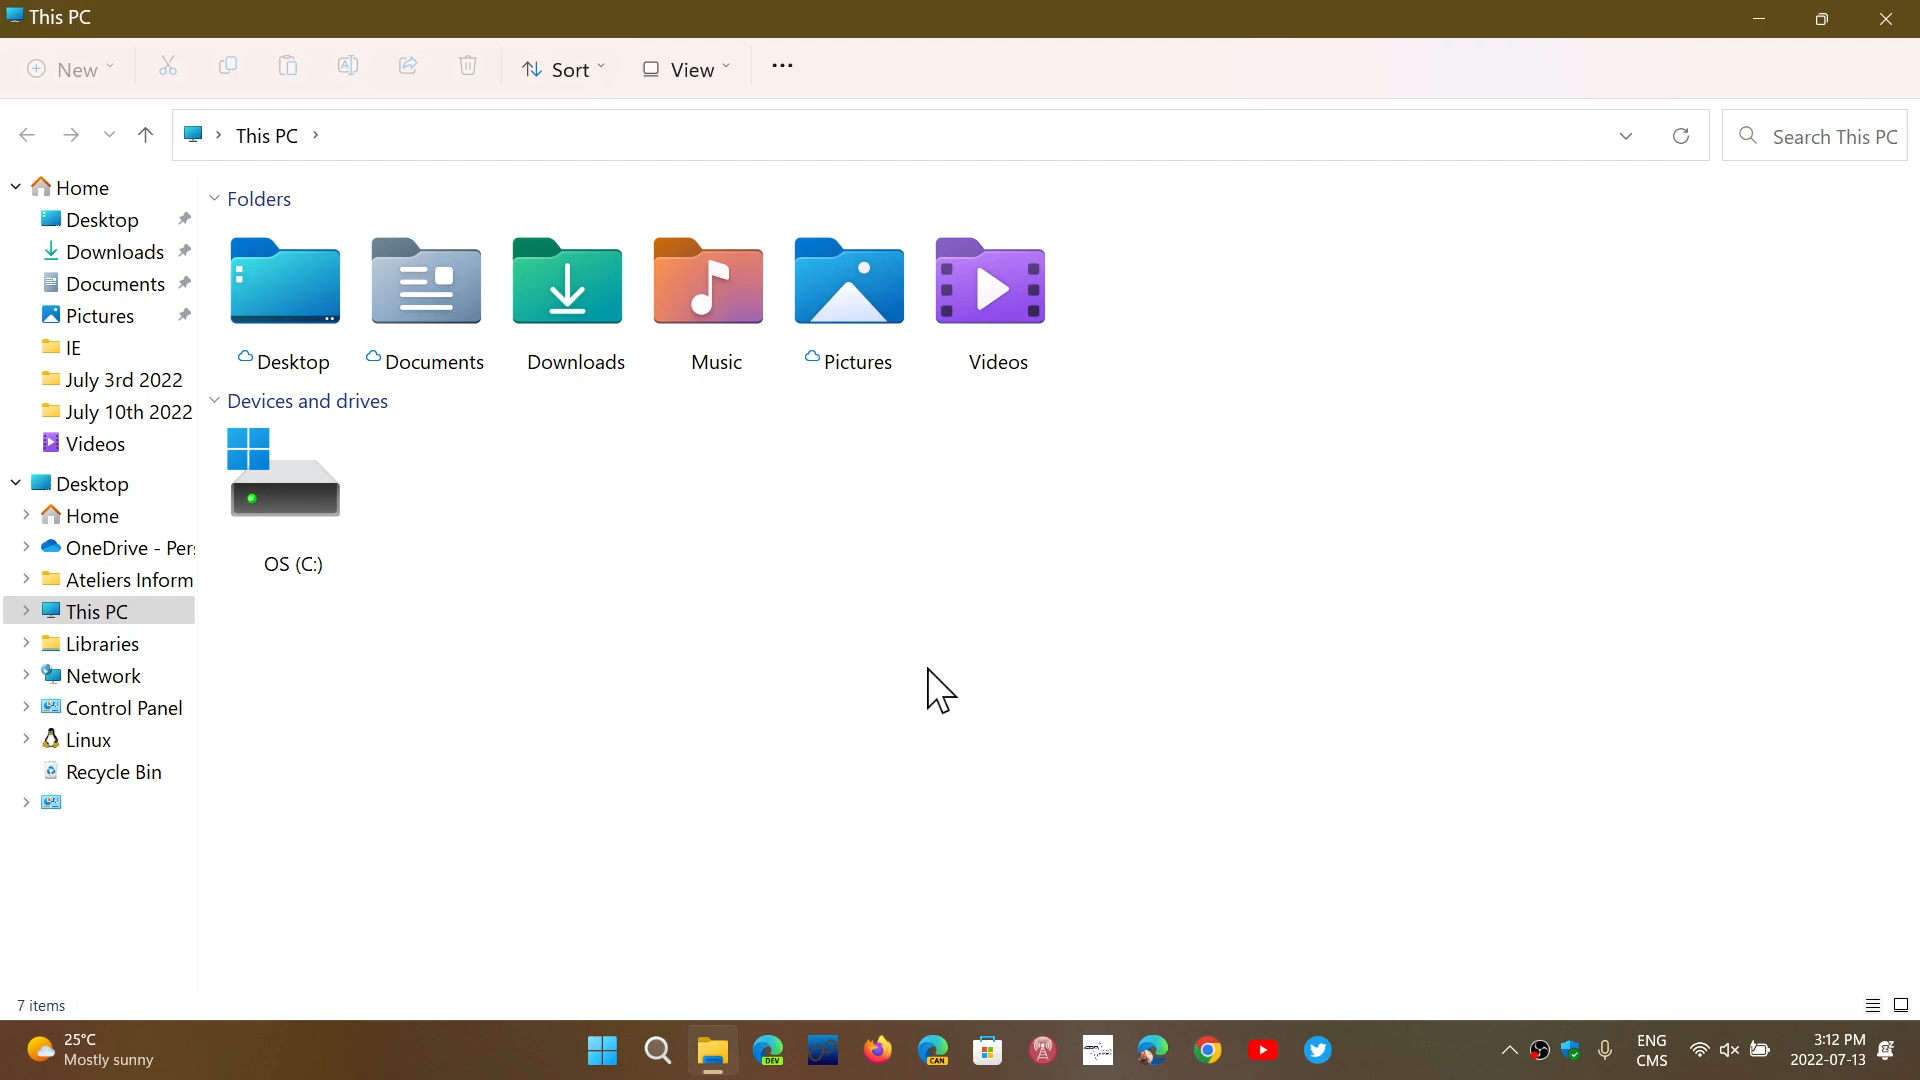 This PC
New
Sort
View
This PC
Search This PC
Home
Desktop
Downloads
Documents
Pictures
IE
July 3rd 2022
July 10th 2022
Videos
Desktop
Home
OneDrive - Per
Ateliers Inform
This PC
Libraries
Network
Control Panel
Linux
Recycle Bin
Folders
Desktop
Documents
Downloads
Music
Pictures
Videos
Devices and drives
OS (C:)
7 items
25°C
Mostly sunny
DEV
CAN
ENG
CMS
3:12 PM
2022-07-13